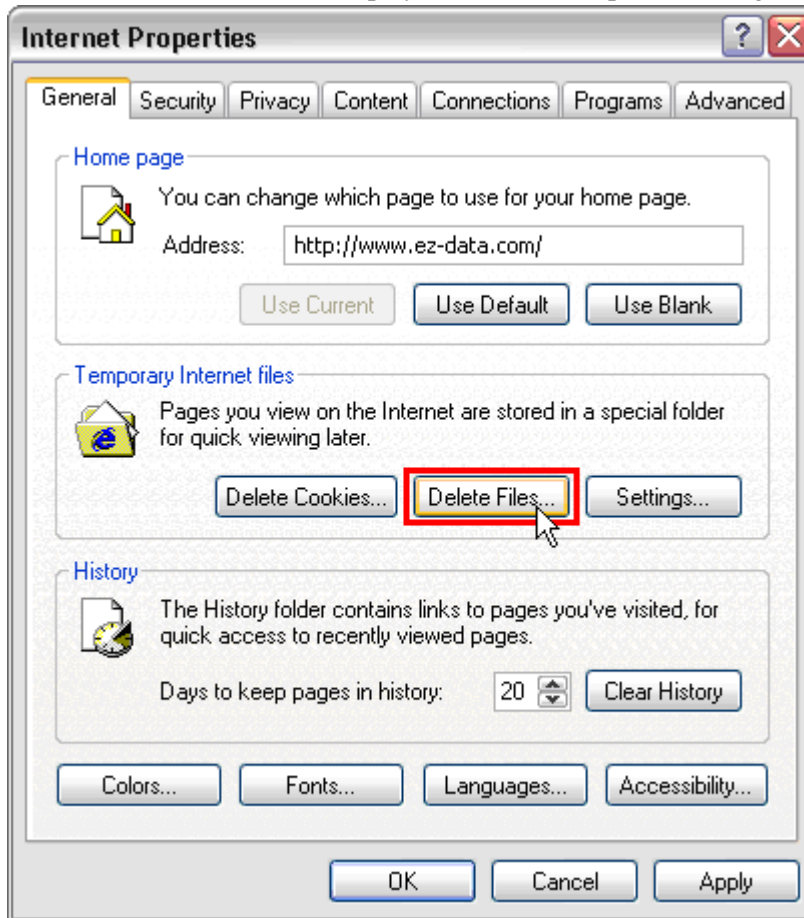 Internet Properties
?
General Security Privacy Content Connections Programs Advanced
Home page
You can change which page to use for your home page.
Address: http://www.ez-data.com/
Use Current Use Default Use Blank
Temporary Internet files
Pages you view on the Internet are stored in a special folder
for quick viewing later.
Delete Cookies... Delete Files... Settings...
History
The History folder contains links to pages you've visited, for
quick access to recently viewed pages.
Days to keep pages in history: 20 Clear History
Colors... Fonts... Languages... Accessibility...
OK Cancel Apply